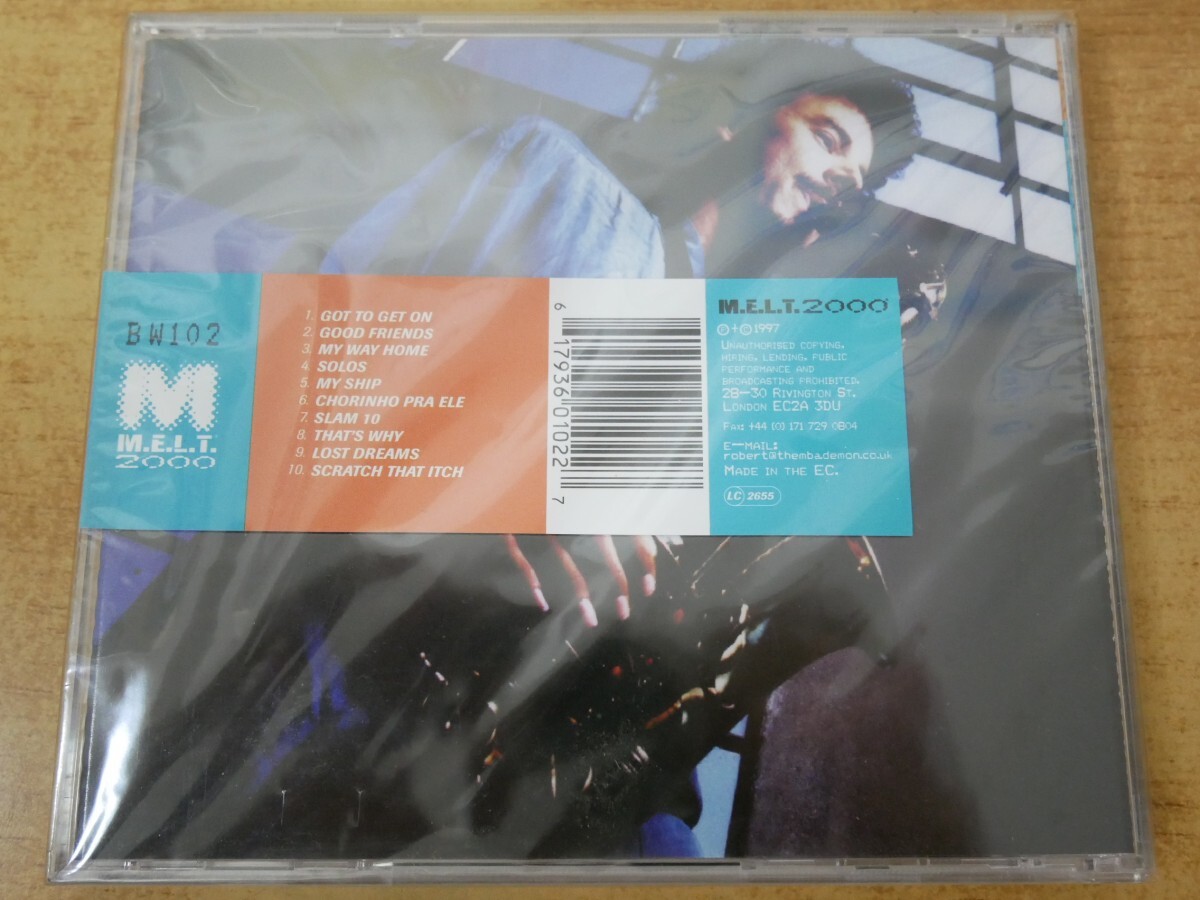 BW102
M
M.E.L.T.
2000
1. GOT TO GET ON
2. GOOD FRIENDS
3. MY WAY HOME
4. SOLOS
5. MY SHIP
6. CHORINHO PRA ELE
7. SLAM 10
8. THAT'S WHY
9. LOST DREAMS
10. SCRATCH THAT ITCH
6 17936 01022 7
M.E.L.T.2000
℗+©1997
UNAUTHORISED COPYING,
HIRING, LENDING, PUBLIC
PERFORMANCE AND
BROADCASTING PROHIBITED.
28-30 RIVINGTON ST.
LONDON EC2A 3DU
FAX: +44 (0) 171 729 0804
E-MAIL:
robert@thembademon.co.uk
MADE IN THE EC.
LC 2655